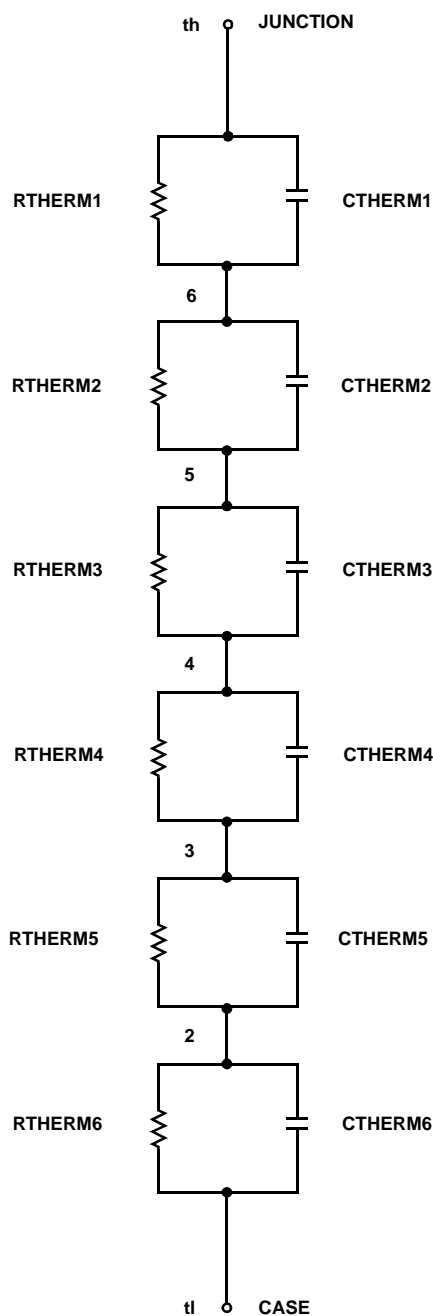 th JUNCTION
RTHERM1 CTHERM1
6
RTHERM2 CTHERM2
5
RTHERM3 CTHERM3
4
RTHERM4 CTHERM4
3
RTHERM5 CTHERM5
2
RTHERM6 CTHERM6
tl CASE